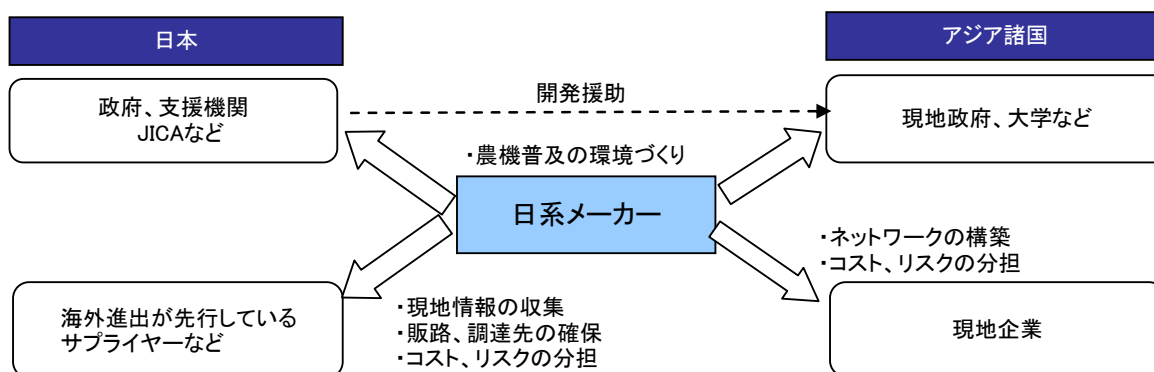 日本
アジア諸国
政府、支援機関
JICAなど
開発援助
現地政府、大学など
・農機普及の環境づくり
日系メーカー
・ネットワークの構築
・コスト、リスクの分担
海外進出が先行している
サプライヤーなど
・現地情報の収集
・販路、調達先の確保
・コスト、リスクの分担
現地企業